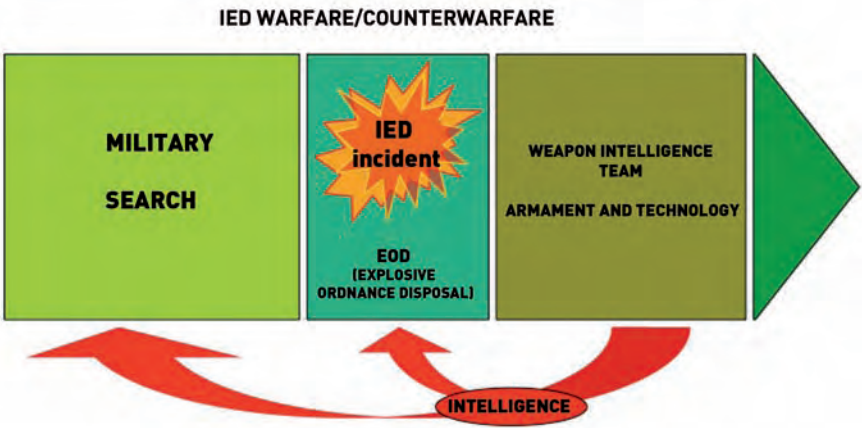 IED WARFARE/COUNTERWARFARE
MILITARY
SEARCH
IED
incident
EOD
(EXPLOSIVE
ORDNANCE DISPOSAL)
WEAPON INTELLIGENCE
TEAM
ARMAMENT AND TECHNOLOGY
INTELLIGENCE